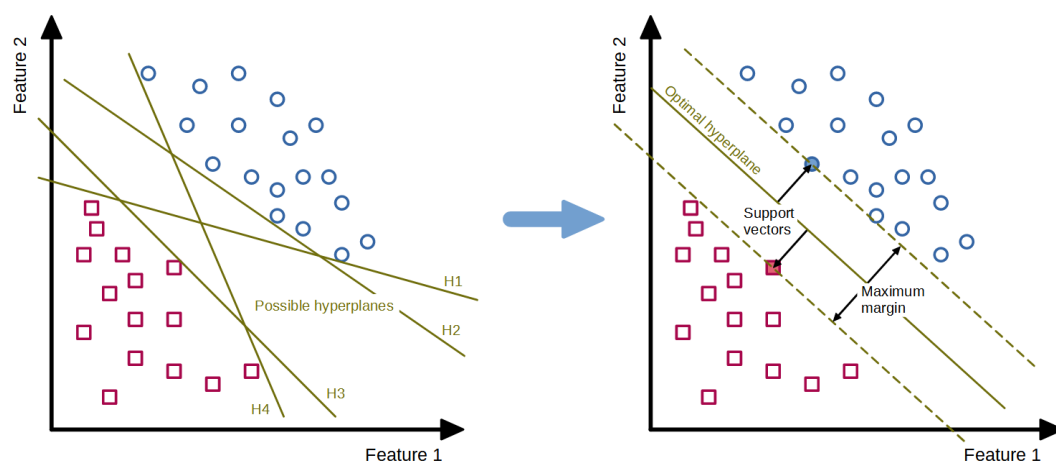 Feature 2
H1
Possible hyperplanes
H2
H3
H4
Feature 1
Feature 2
Optimal hyperplane
Support
vectors
Maximum
margin
Feature 1